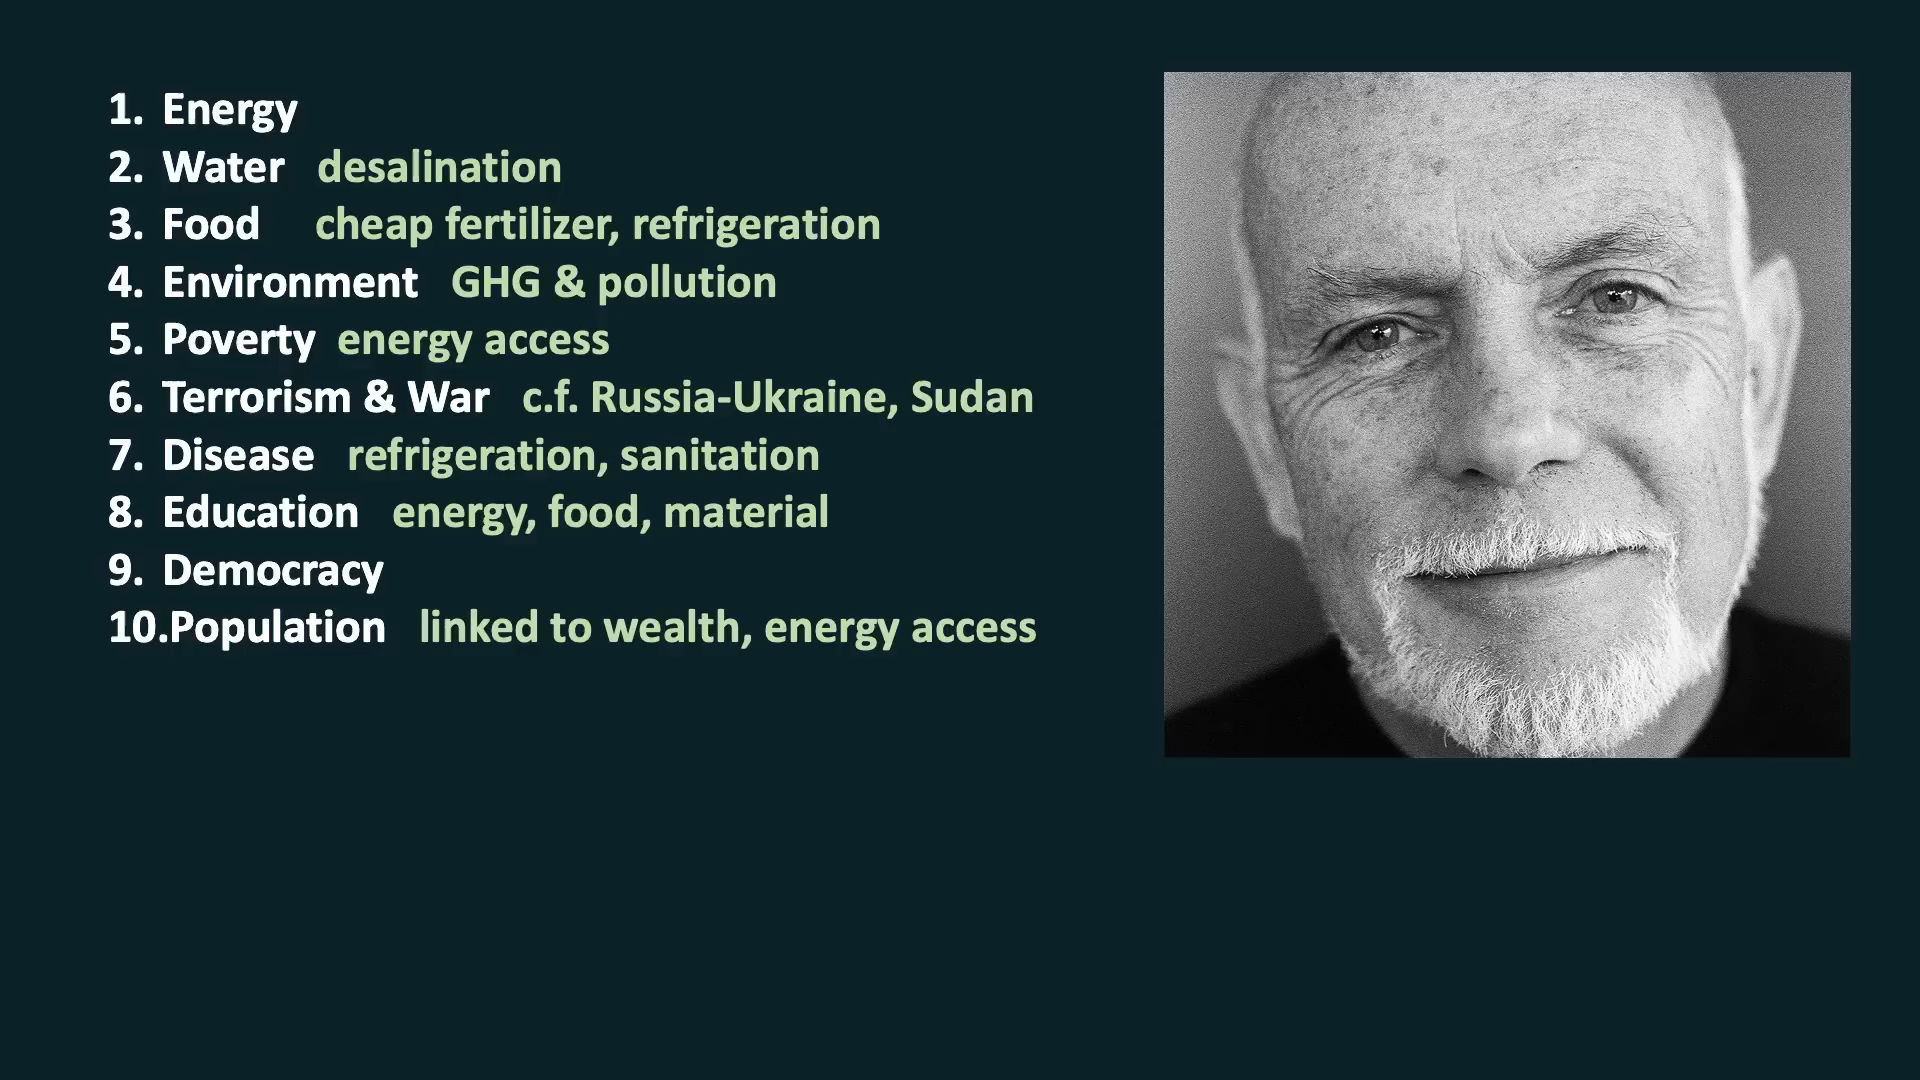 1. Energy
2. Water desalination
3. Food cheap fertilizer, refrigeration
4. Environment GHG & pollution
5. Poverty energy access
6. Terrorism & War c.f. Russia-Ukraine, Sudan
7. Disease refrigeration, sanitation
8. Education energy, food, material
9. Democracy
10.Population linked to wealth, energy access